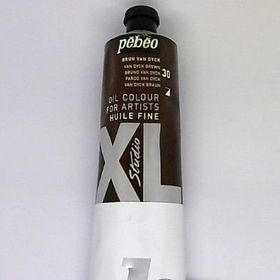 pébéo
BRUN VAN DYCK
VAN DYCK BROWN
BRUNO VAN DYCK
PARDO VAN DYCK
VAN DYCK BRAUN
30
OIL COLOUR
FOR ARTISTS
HUILE FINE
XL
Studio